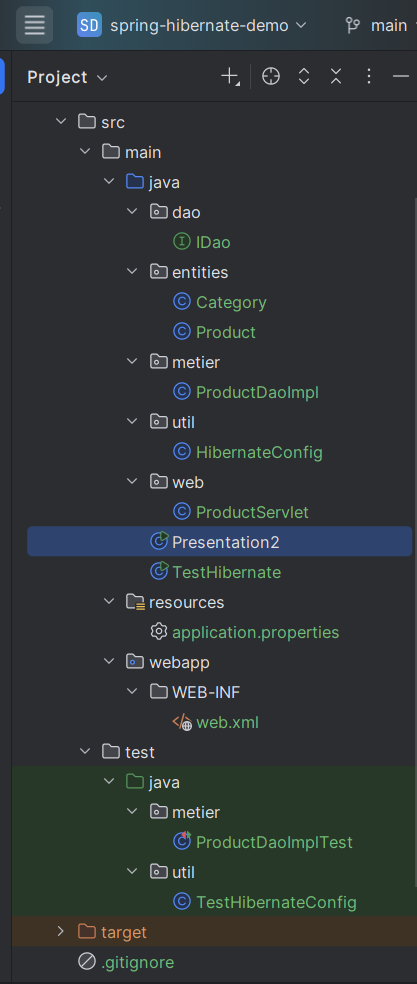 SD spring-hibernate-demo main
Project
src
main
java
dao
IDao
entities
Category
Product
metier
ProductDaoImpl
util
HibernateConfig
web
ProductServlet
Presentation2
TestHibernate
resources
application.properties
webapp
WEB-INF
web.xml
test
java
metier
ProductDaoImplTest
util
TestHibernateConfig
target
.gitignore